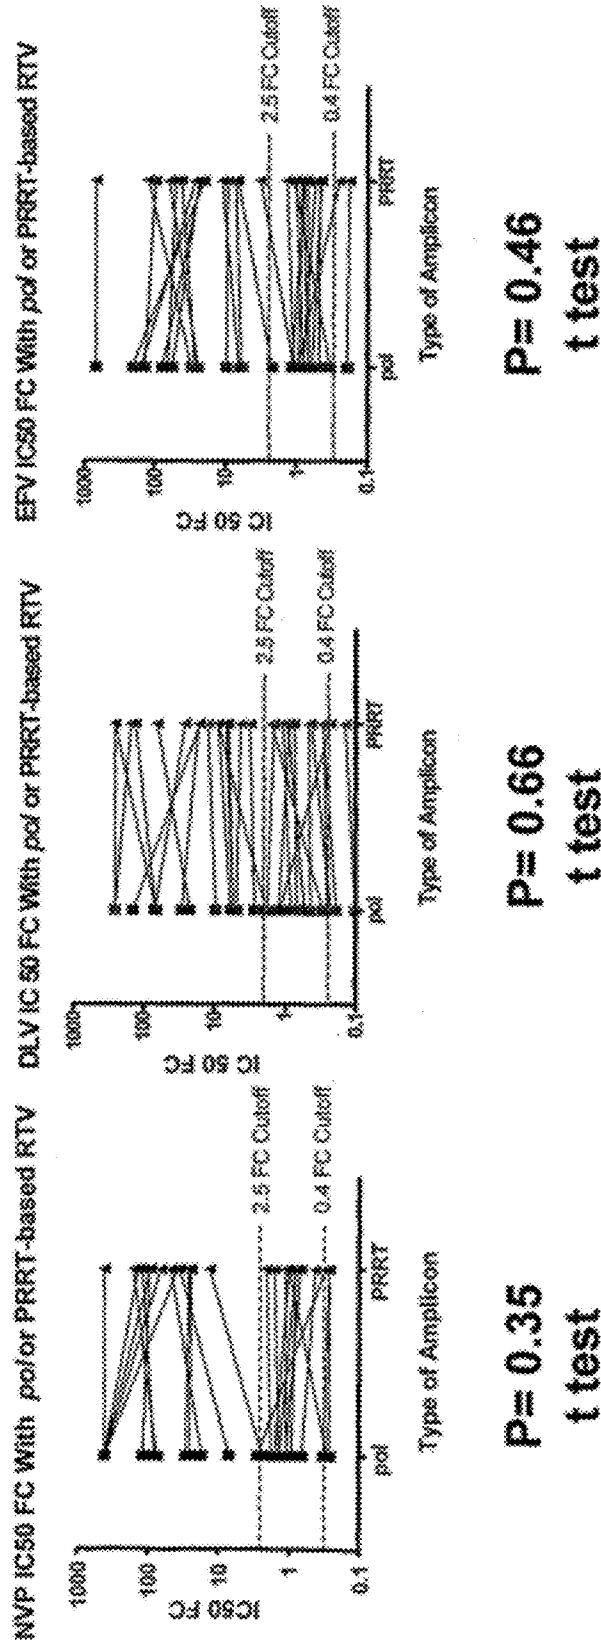 NVP IC50 FC With pol or PRRT-based RTV
IC50 FC
1000
100
10
1
0.1
2.5 FC Cutoff
0.4 FC Cutoff
pol
PRRT
Type of Amplicon
P= 0.35
t test
DLV IC 50 FC With pol or PRRT-based RTV
IC 50 FC
1000
100
10
1
0.1
2.5 FC Cutoff
0.4 FC Cutoff
pol
PRRT
Type of Amplicon
P= 0.66
t test
EFV IC50 FC With pol or PRRT-based RTV
IC 50 FC
1000
100
10
1
0.1
2.5 FC Cutoff
0.4 FC Cutoff
pol
PRRT
Type of Amplicon
P= 0.46
t test